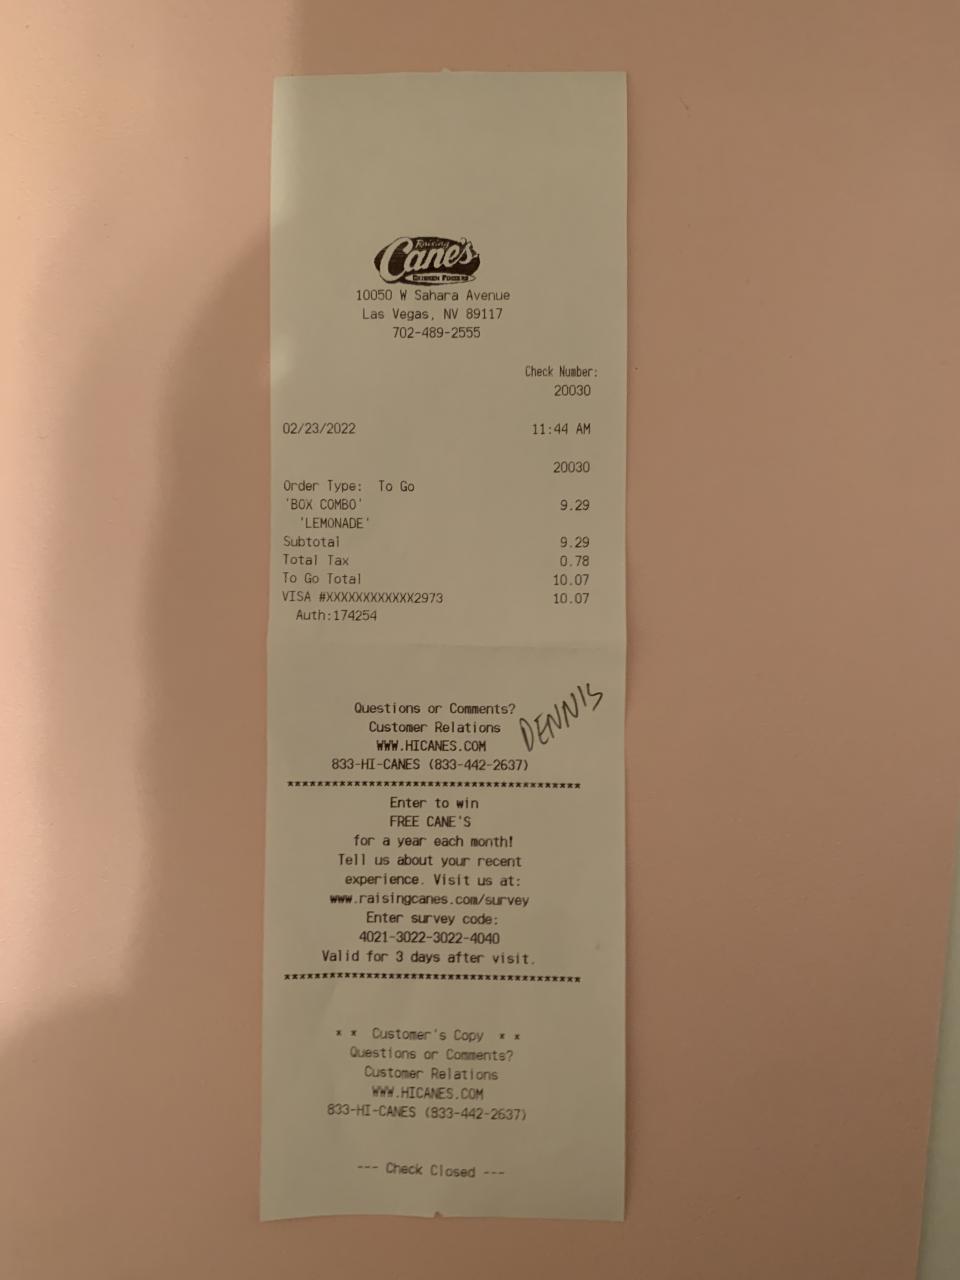 Raising
Cane's
CHICKEN FINGERS
10050 W Sahara Avenue
Las Vegas, NV 89117
702-489-2555
Check Number:
20030
02/23/2022 11:44 AM
20030
Order Type: To Go
'BOX COMBO' 9.29
'LEMONADE'
Subtotal 9.29
Total Tax 0.78
To Go Total 10.07
VISA #XXXXXXXXXXXX2973 10.07
Auth:174254
DENNIS
Questions or Comments?
Customer Relations
WWW.HICANES.COM
833-HI-CANES (833-442-2637)
****************************************
Enter to win
FREE CANE'S
for a year each month!
Tell us about your recent
experience. Visit us at:
www.raisingcanes.com/survey
Enter survey code:
4021-3022-3022-4040
Valid for 3 days after visit.
****************************************
* * Customer's Copy * *
Questions or Comments?
Customer Relations
WWW.HICANES.COM
833-HI-CANES (833-442-2637)
--- Check Closed ---